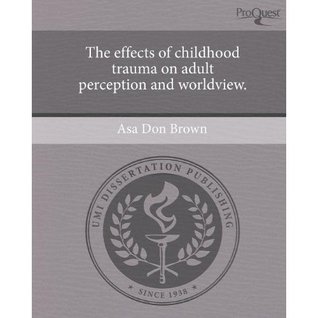 ProQuest
The effects of childhood
trauma on adult
perception and worldview.
Asa Don Brown
UMI DISSERTATION PUBLISHING
• SINCE 1938 •